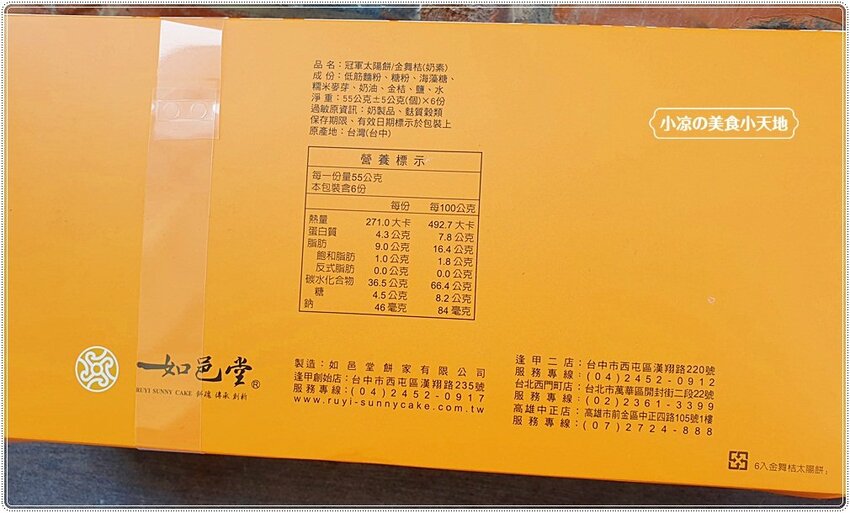 品名：冠軍太陽餅/金舞桔(奶素)
成份：低筋麵粉、糖粉、海藻糖、
糯米麥芽、奶油、金桔、鹽、水
淨重：55公克±5公克(個)×6份
過敏原資訊：奶製品、麩質穀類
保存期限、有效日期標示於包裝上
原產地：台灣(台中)
小凉の美食小天地
營養標示
每一份量55公克
本包裝含6份
每份 每100公克
熱量 271.0 大卡 492.7 大卡
蛋白質 4.3 公克 7.8 公克
脂肪 9.0 公克 16.4 公克
飽和脂肪 1.0 公克 1.8 公克
反式脂肪 0.0 公克 0.0 公克
碳水化合物 36.5 公克 66.4 公克
糖 4.5 公克 8.2 公克
鈉 46 毫克 84 毫克
一如邑堂®
RUYI SUNNY CAKE 創新
製造：如邑堂餅家有限公司
逢甲創始店：台中市西屯區漢翔路235號
服務專線：(04)2452-0917
www.ruyi-sunnycake.com.tw
逢甲二店：台中市西屯區漢翔路220號
服務專線：(04)2452-0912
台北西門町店：台北市萬華區開封街二段22號
服務專線：(02)2361-3399
高雄中正店：高雄市前金區中正四路105號1樓
服務專線：(07)2724-888
6入金舞桔太陽餅